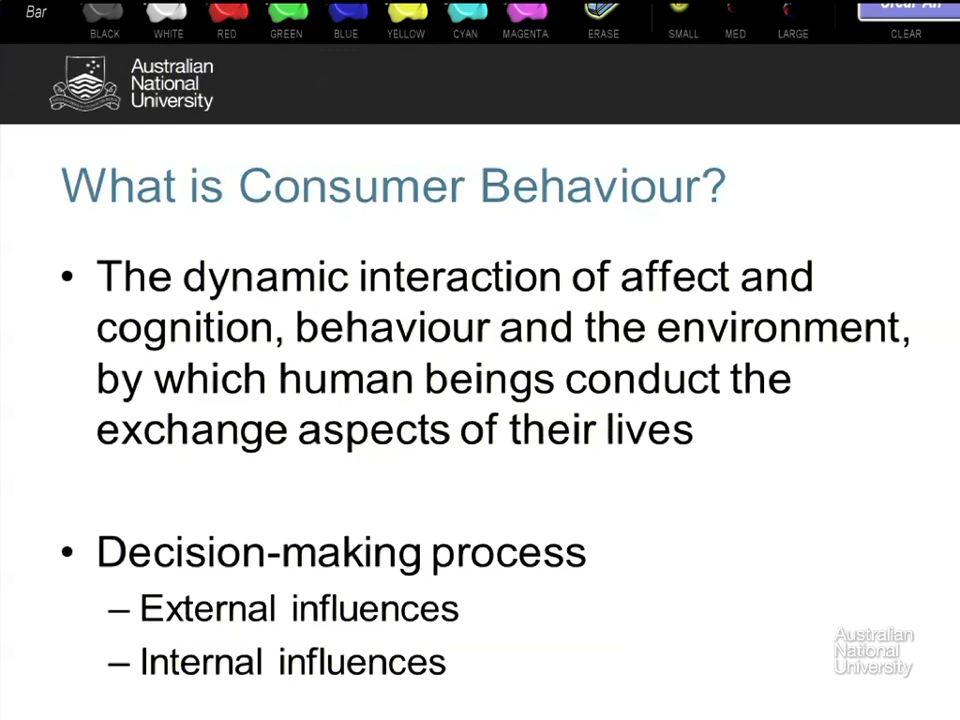 Bar
BLACK WHITE RED GREEN BLUE YELLOW CYAN MAGENTA ERASE SMALL MED LARGE CLEAR
Australian
National
University
What is Consumer Behaviour?
• The dynamic interaction of affect and
cognition, behaviour and the environment,
by which human beings conduct the
exchange aspects of their lives
• Decision-making process
– External influences
– Internal influences
Australian
National
University